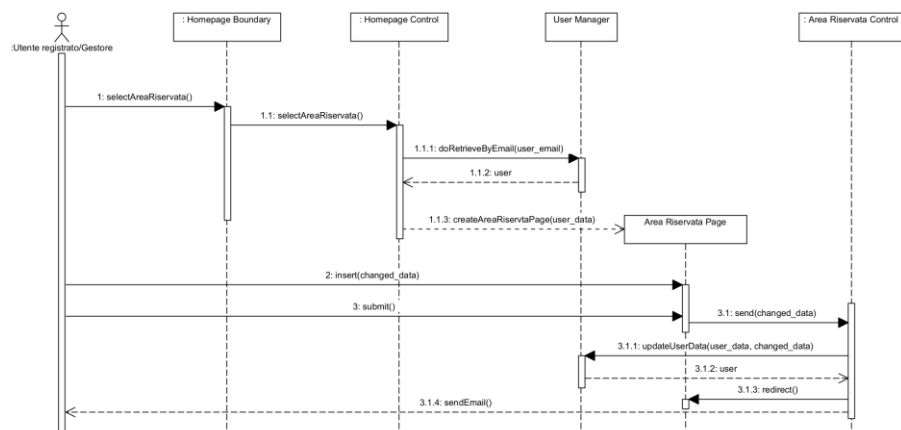 : Homepage Boundary
: Homepage Control
User Manager
: Area Riservata Control
:Utente registrato/Gestore
1: selectAreaRiservata()
1.1: selectAreaRiservata()
1.1.1: doRetrieveByEmail(user_email)
1.1.2: user
1.1.3: createAreaRiservtaPage(user_data)
Area Riservata Page
2: insert(changed_data)
3: submit()
3.1: send(changed_data)
3.1.1: updateUserData(user_data, changed_data)
3.1.2: user
3.1.3: redirect()
3.1.4: sendEmail()